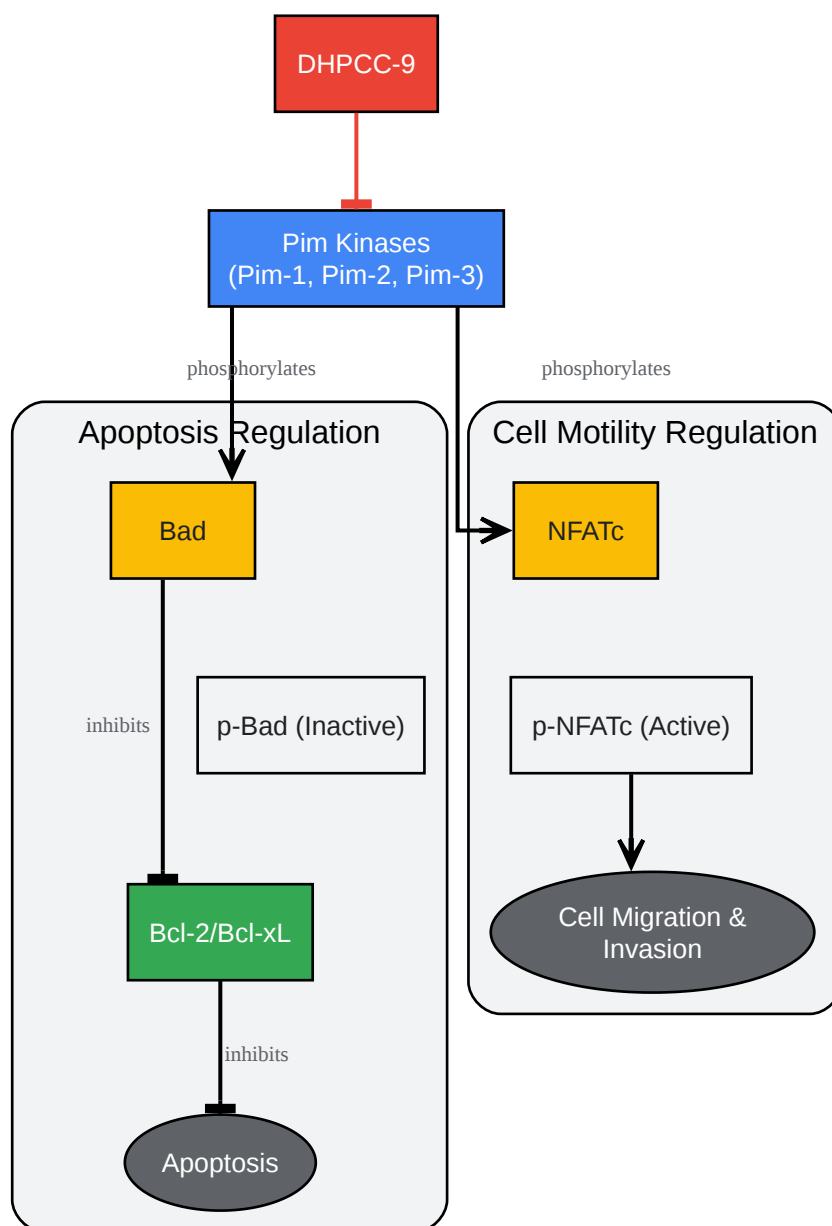 DHPCC-9
Pim Kinases
(Pim-1, Pim-2, Pim-3)
phosphorylates
phosphorylates
Apoptosis Regulation
Cell Motility Regulation
Bad
NFATc
inhibits
p-Bad (Inactive)
p-NFATc (Active)
Bcl-2/Bcl-xL
Cell Migration &
Invasion
inhibits
Apoptosis